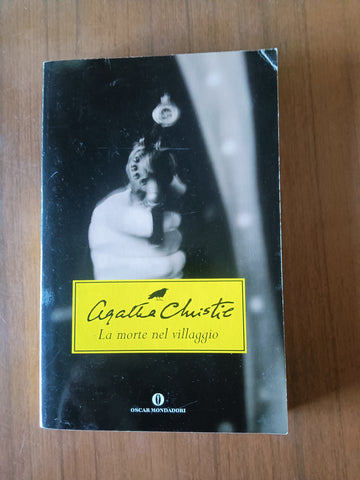 Agatha Christie
La morte nel villaggio
OSCAR MONDADORI